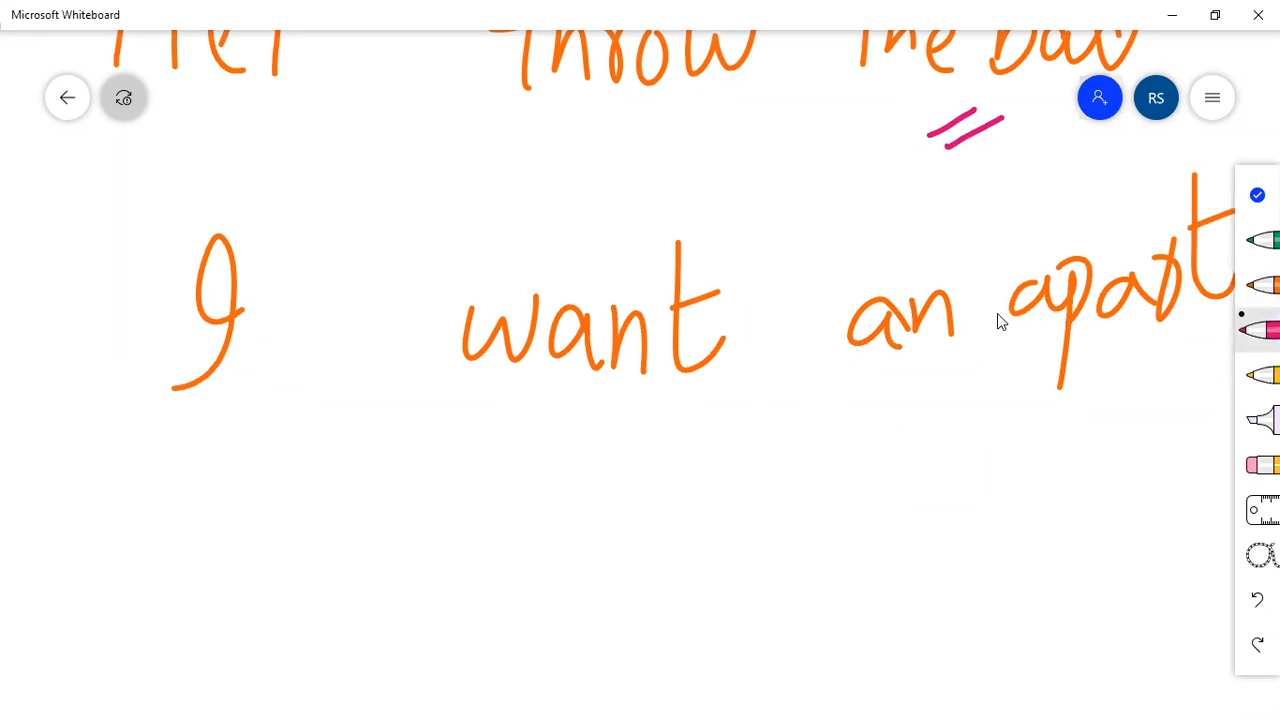 Microsoft Whiteboard
throw the ball
RS
I want an apart